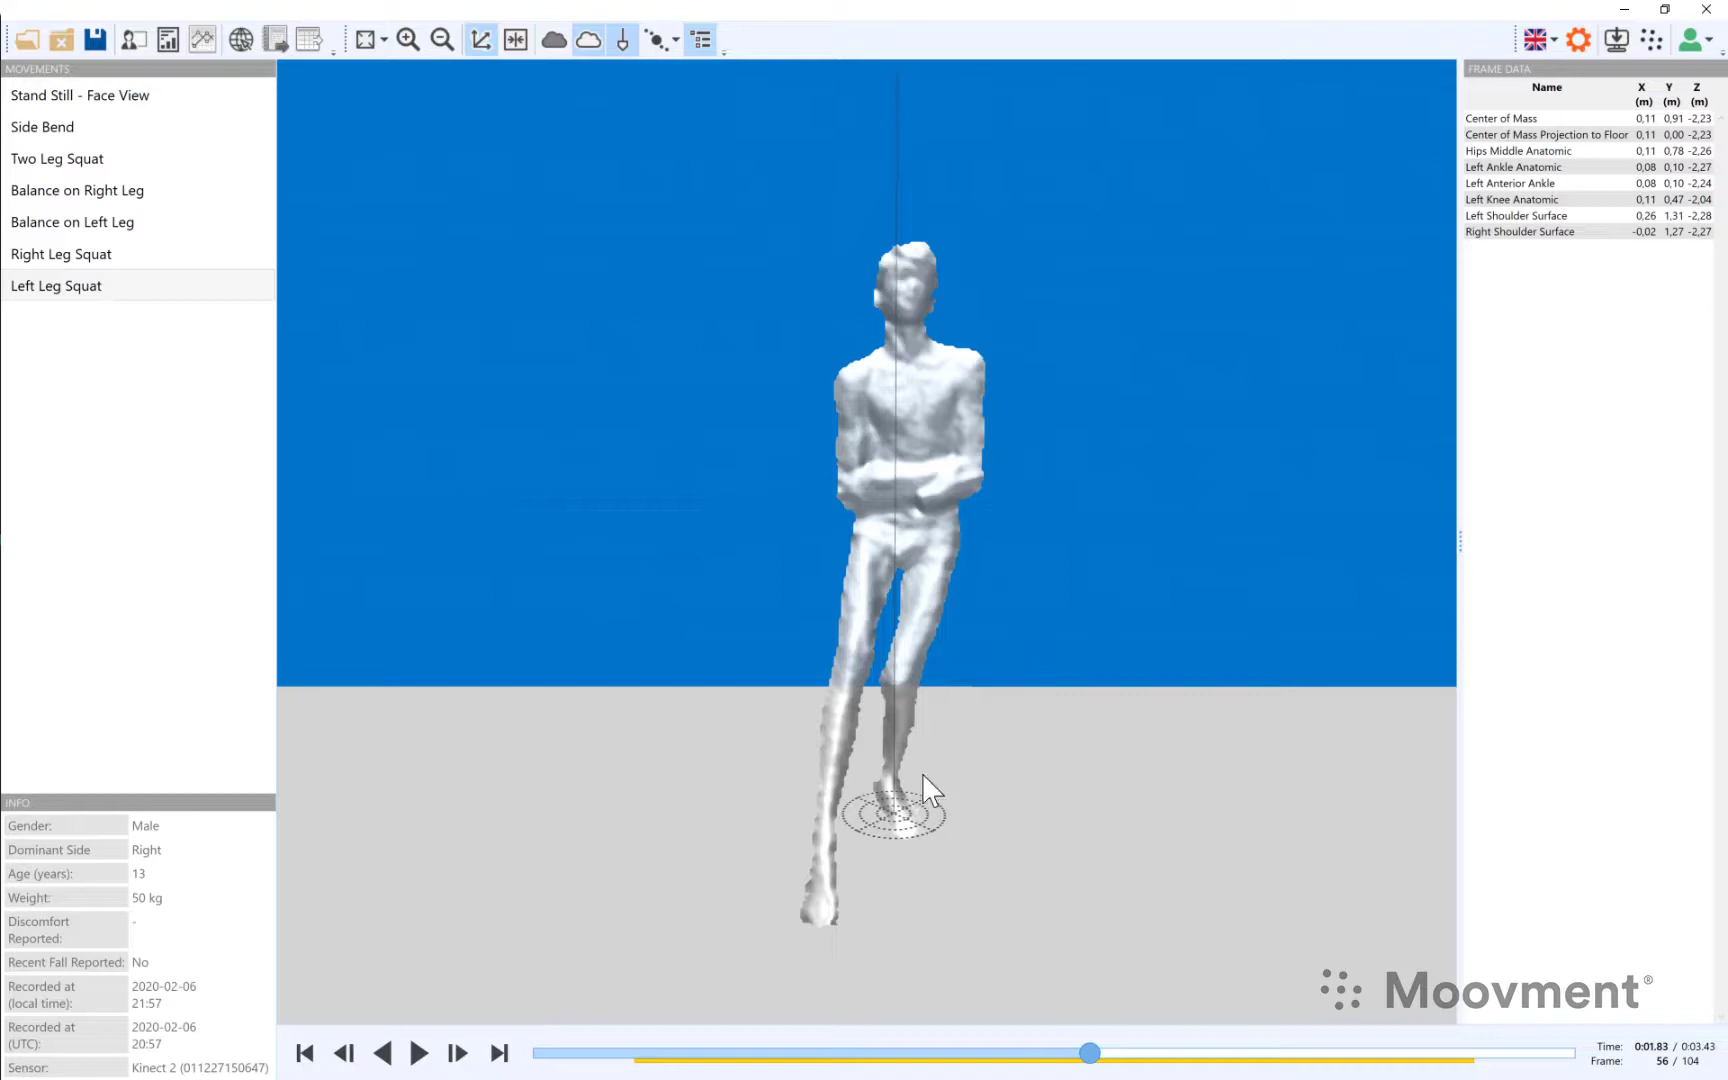 MOVEMENTS
Stand Still - Face View
Side Bend
Two Leg Squat
Balance on Right Leg
Balance on Left Leg
Right Leg Squat
Left Leg Squat
INFO
Gender: Male
Dominant Side Right
Age (years): 13
Weight: 50 kg
Discomfort -
Reported:
Recent Fall Reported: No
Recorded at 2020-02-06
(local time): 21:57
Recorded at 2020-02-06
(UTC): 20:57
Sensor: Kinect 2 (011227150647)
Moovment®
FRAME DATA
Name X Y Z
(m) (m) (m)
Center of Mass 0,11 0,91 -2,23
Center of Mass Projection to Floor 0,11 0,00 -2,23
Hips Middle Anatomic 0,11 0,78 -2,26
Left Ankle Anatomic 0,08 0,10 -2,27
Left Anterior Ankle 0,08 0,10 -2,24
Left Knee Anatomic 0,11 0,47 -2,04
Left Shoulder Surface 0,26 1,31 -2,28
Right Shoulder Surface -0,02 1,27 -2,27
Time: 0:01.83 / 0:03.43
Frame: 56 / 104